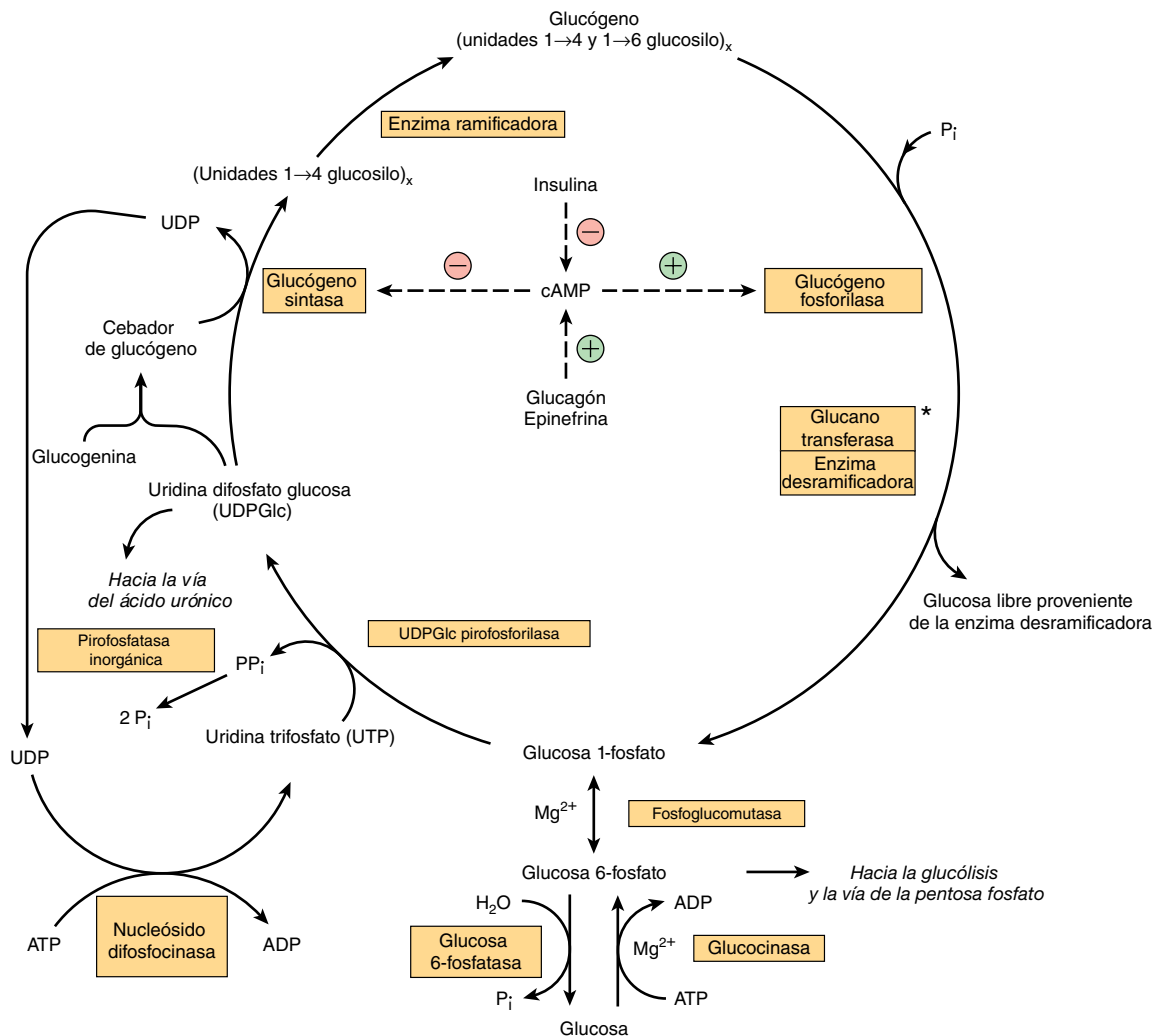 Glucógeno
(unidades 1→4 y 1→6 glucosilo)x
Enzima ramificadora
Pi
(Unidades 1→4 glucosilo)x
Insulina
UDP
−
−
+
Glucógeno
sintasa
cAMP
Glucógeno
fosforilasa
Cebador
de glucógeno
+
Glucagón
Epinefrina
Glucano
transferasa
*
Enzima
desramificadora
Glucogenina
Uridina difosfato glucosa
(UDPGlc)
Hacia la vía
del ácido urónico
Glucosa libre proveniente
de la enzima desramificadora
Pirofosfatasa
inorgánica
UDPGlc pirofosforilasa
PPi
2 Pi
Uridina trifosfato (UTP)
UDP
Glucosa 1-fosfato
Mg2+
Fosfoglucomutasa
Glucosa 6-fosfato
Hacia la glucólisis
y la vía de la pentosa fosfato
H2O
ADP
ATP
Nucleósido
difosfocinasa
ADP
Glucosa
6-fosfatasa
Mg2+
Glucocinasa
Pi
ATP
Glucosa